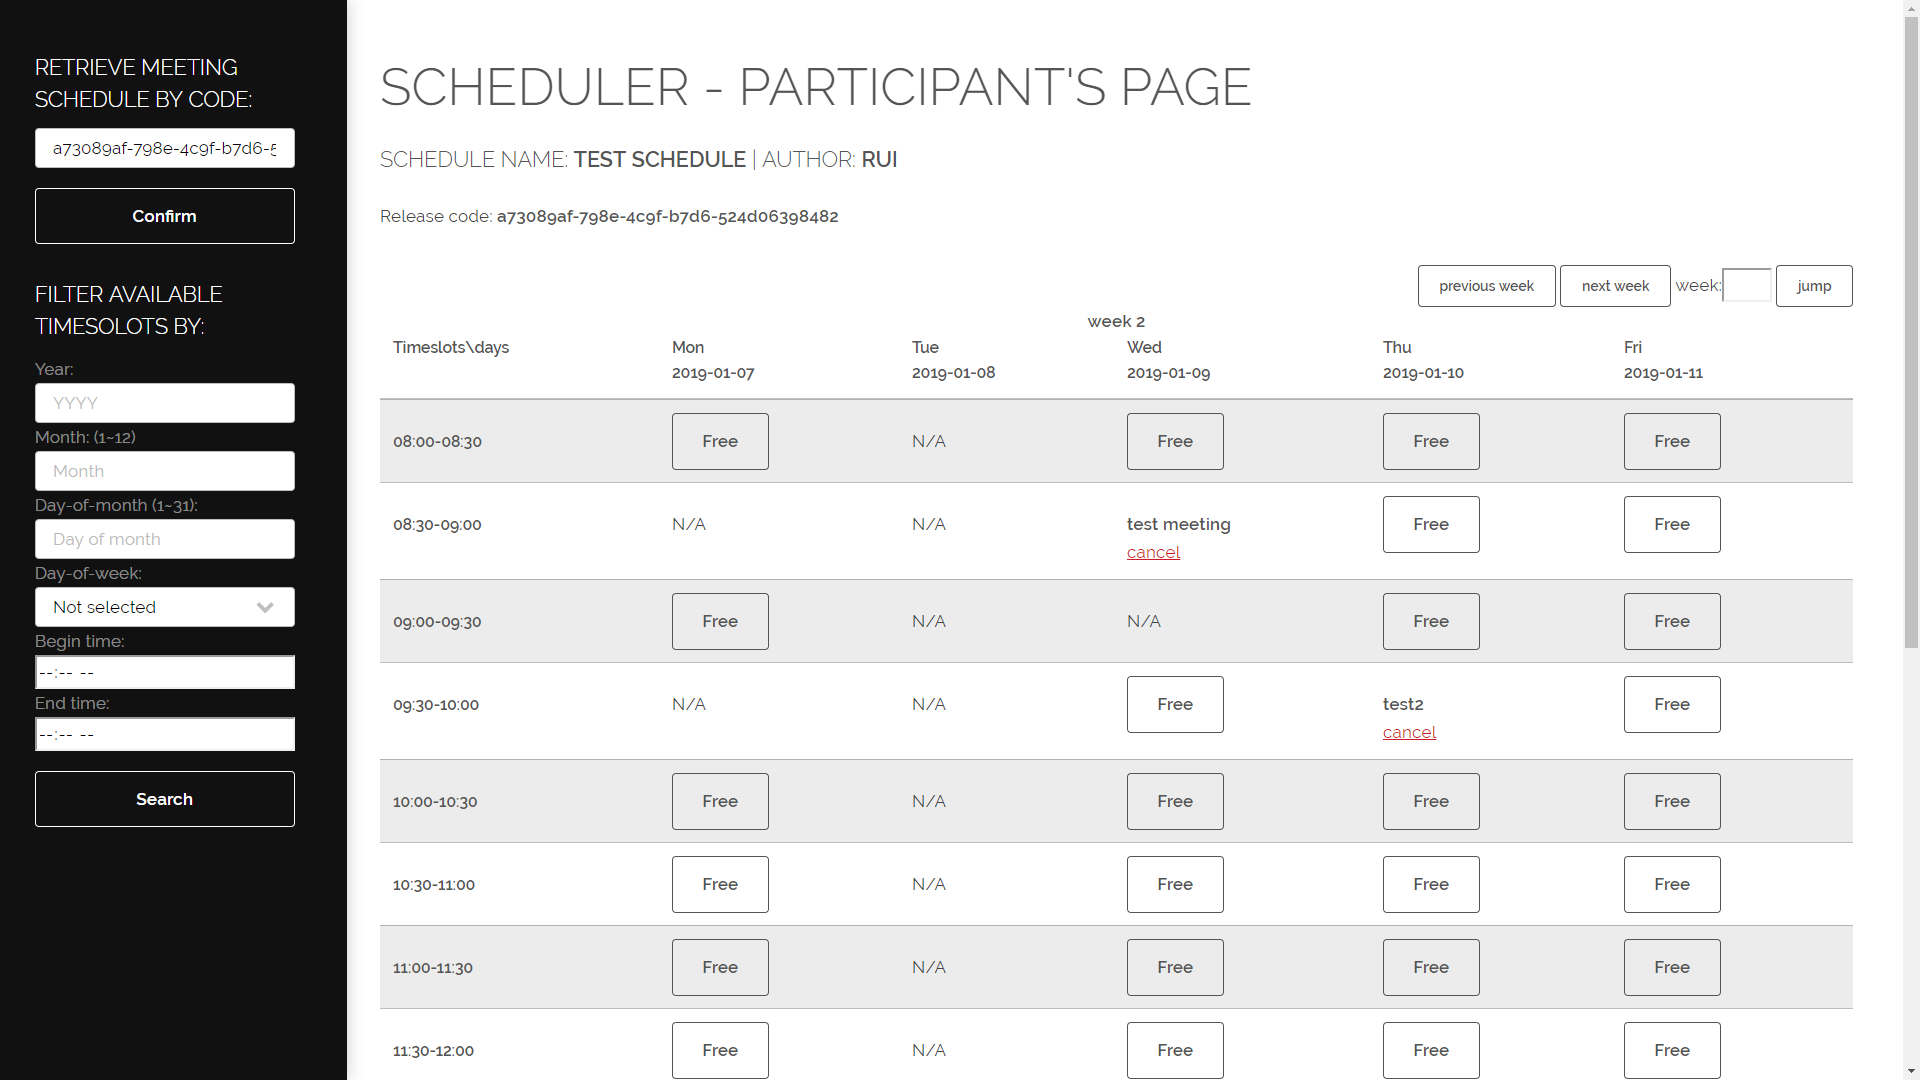 RETRIEVE MEETING
SCHEDULE BY CODE:
a73089af-798e-4c9f-b7d6-5
Confirm
FILTER AVAILABLE
TIMESOLOTS BY:
Year:
YYYY
Month: (1~12)
Month
Day-of-month (1~31):
Day of month
Day-of-week:
Not selected
Begin time:
--:-- --
End time:
--:-- --
Search
SCHEDULER - PARTICIPANT'S PAGE
SCHEDULE NAME: TEST SCHEDULE | AUTHOR: RUI
Release code: a73089af-798e-4c9f-b7d6-524d06398482
previous week next week week: jump
week 2
Timeslots\days Mon Tue Wed Thu Fri
2019-01-07 2019-01-08 2019-01-09 2019-01-10 2019-01-11
08:00-08:30 Free N/A Free Free Free
08:30-09:00 N/A N/A test meeting Free Free
cancel
09:00-09:30 Free N/A N/A Free Free
09:30-10:00 N/A N/A Free test2 Free
cancel
10:00-10:30 Free N/A Free Free Free
10:30-11:00 Free N/A Free Free Free
11:00-11:30 Free N/A Free Free Free
11:30-12:00 Free N/A Free Free Free